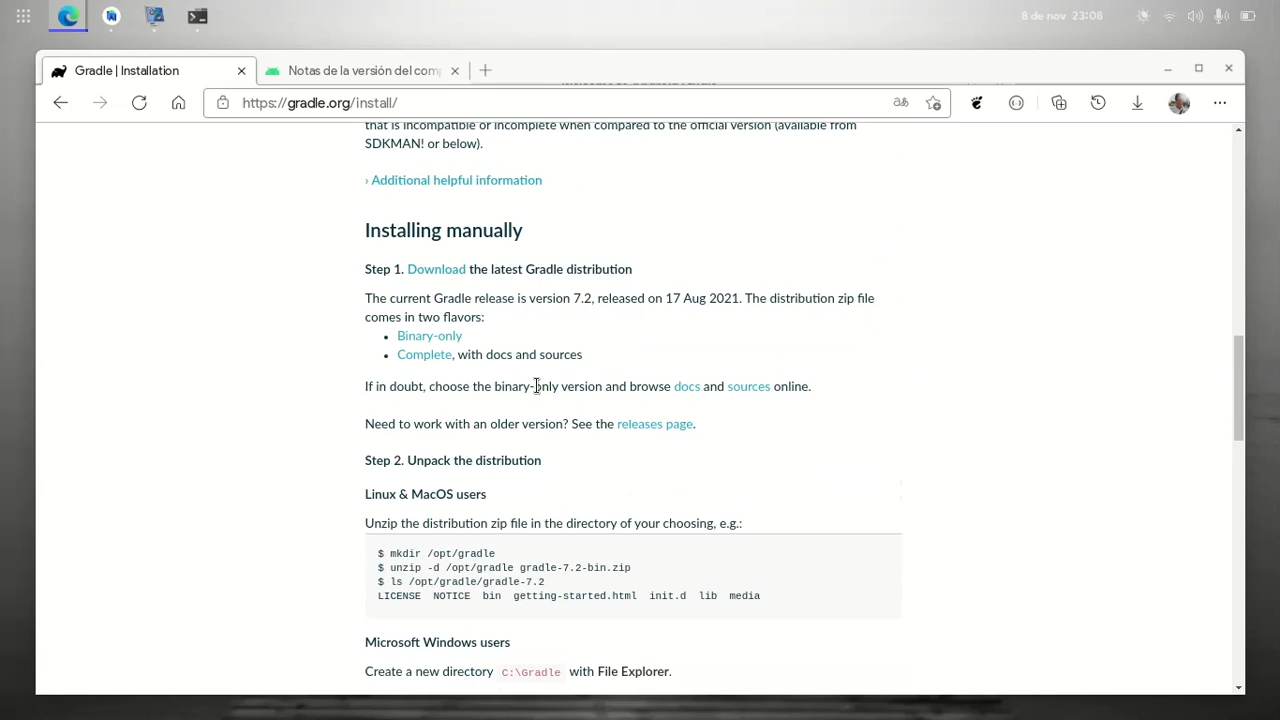 8 de nov 23:08
Gradle | Installation
Notas de la versión del com
https://gradle.org/install/
that is incompatible or incomplete when compared to the official version (available from
SDKMAN! or below).
› Additional helpful information
Installing manually
Step 1. Download the latest Gradle distribution
The current Gradle release is version 7.2, released on 17 Aug 2021. The distribution zip file
comes in two flavors:
• Binary-only
• Complete, with docs and sources
If in doubt, choose the binary-only version and browse docs and sources online.
Need to work with an older version? See the releases page.
Step 2. Unpack the distribution
Linux & MacOS users
Unzip the distribution zip file in the directory of your choosing, e.g.:
$ mkdir /opt/gradle
$ unzip -d /opt/gradle gradle-7.2-bin.zip
$ ls /opt/gradle/gradle-7.2
LICENSE NOTICE bin getting-started.html init.d lib media
Microsoft Windows users
Create a new directory C:\Gradle with File Explorer.